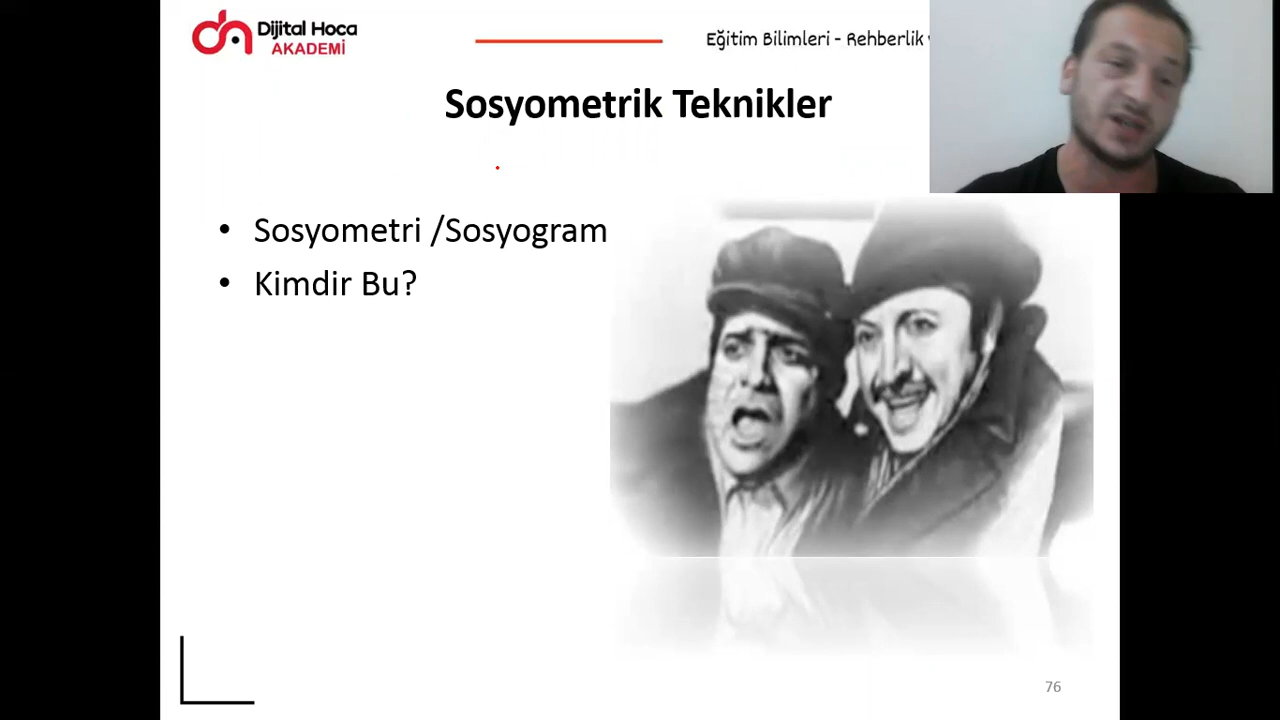 Dijital Hoca
AKADEMİ
Eğitim Bilimleri - Rehberlik
Sosyometrik Teknikler
• Sosyometri /Sosyogram
• Kimdir Bu?
76